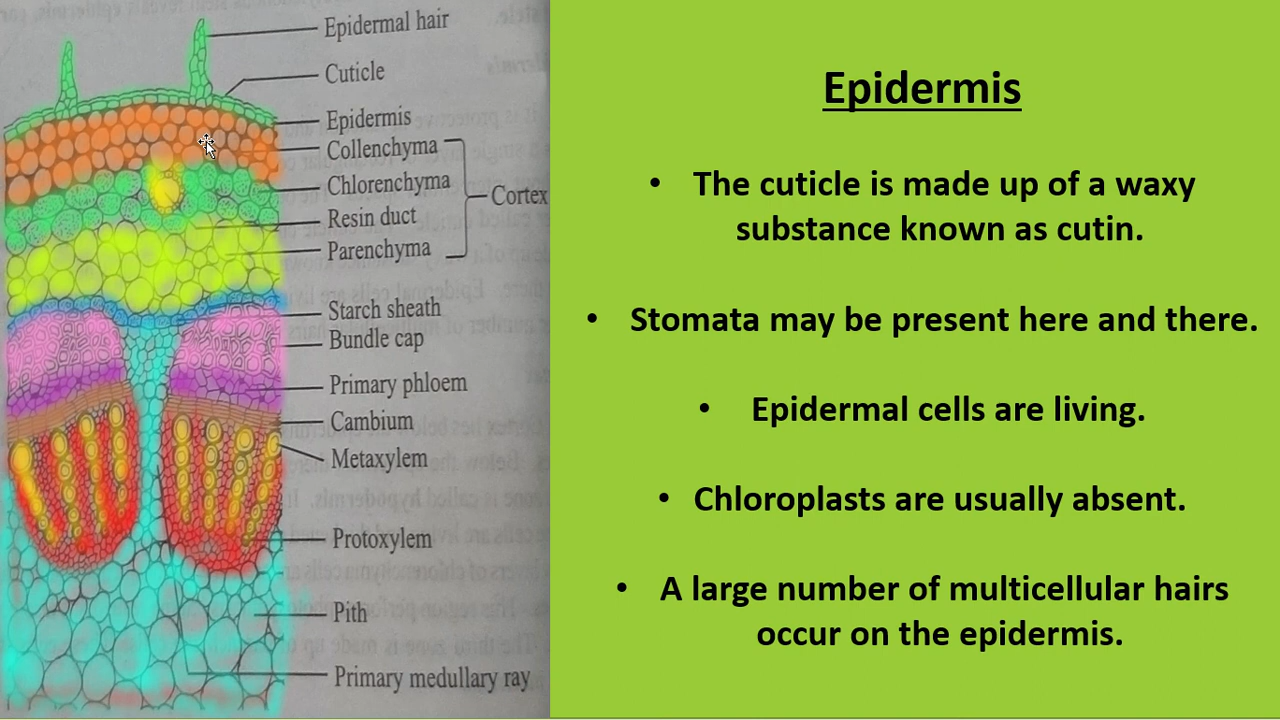 Epidermal hair
Cuticle
Epidermis
Collenchyma
Chlorenchyma
Cortex
Resin duct
Parenchyma
Starch sheath
Bundle cap
Primary phloem
Cambium
Metaxylem
Protoxylem
Pith
Primary medullary ray
Epidermis
• The cuticle is made up of a waxy
substance known as cutin.
• Stomata may be present here and there.
• Epidermal cells are living.
• Chloroplasts are usually absent.
• A large number of multicellular hairs
occur on the epidermis.